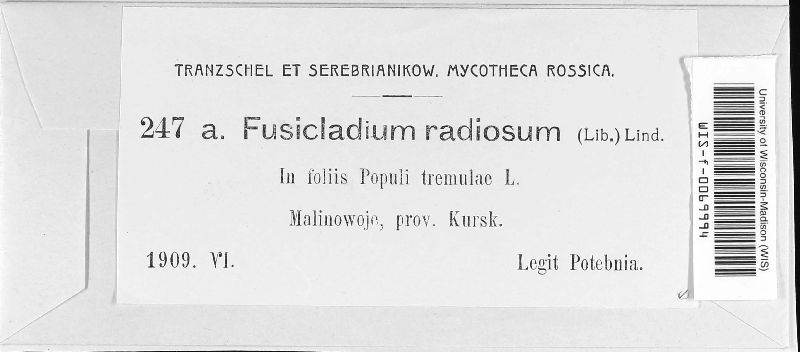 TRANZSCHEL ET SEREBRIANIKOW. MYCOTHECA ROSSICA.
247 a. Fusicladium radiosum (Lib.) Lind.
In foliis Populi tremulae L.
Malinowoje, prov. Kursk.
1909. VI.
Legit Potebnia.
University of Wisconsin-Madison (WIS)
WIS-f-0099994